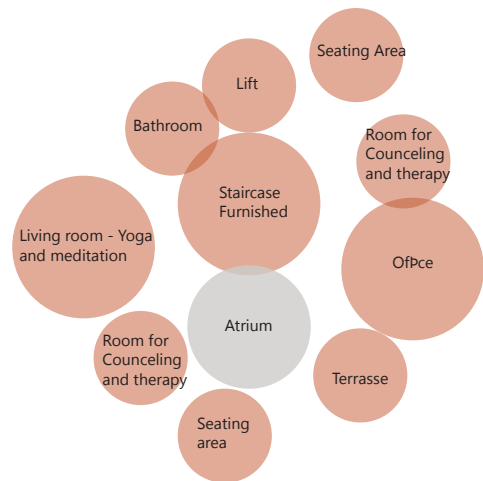 Seating Area
Lift
Bathroom
Room for
Counceling
and therapy
Staircase
Furnished
Living room - Yoga
and meditation
OfÞce
Atrium
Room for
Counceling
and therapy
Terrasse
Seating
area